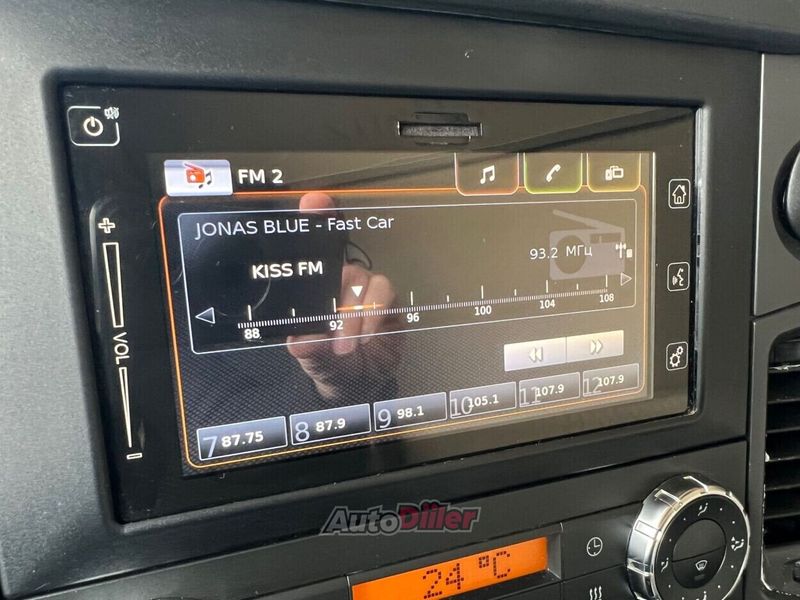 FM 2
JONAS BLUE - Fast Car
93.2 МГц
KISS FM
88 92 96 100 104 108
+
VOL
-
7 87.75 8 87.9 9 98.1 10 105.1 11 107.9 12 107.9
AutoDiller
24 °C